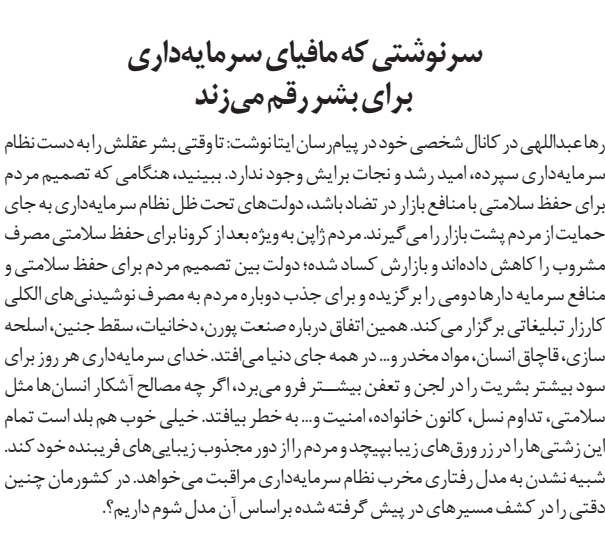 سرنوشتی که مافیای سرمایه‌داری
برای بشر رقم می‌زند
رها عبداللهی در کانال شخصی خود در پیام‌رسان ایتا نوشت: تا وقتی بشر عقلش را به دست نظام
سرمایه‌داری سپرده، امید رشد و نجات برایش وجود ندارد. ببینید، هنگامی که تصمیم مردم
برای حفظ سلامتی با منافع بازار در تضاد باشد، دولت‌های تحت ظل نظام سرمایه‌داری به جای
حمایت از مردم پشت بازار را می‌گیرند. مردم ژاپن به ویژه بعد از کرونا برای حفظ سلامتی مصرف
مشروب را کاهش داده‌اند و بازارش کساد شده؛ دولت بین تصمیم مردم برای حفظ سلامتی و
منافع سرمایه دارها دومی را برگزیده و برای جذب دوباره مردم به مصرف نوشیدنی‌های الکلی
کارزار تبلیغاتی برگزار می‌کند. همین اتفاق درباره صنعت پورن، دخانیات، سقط جنین، اسلحه
سازی، قاچاق انسان، مواد مخدر و... در همه جای دنیا می‌افتد. خدای سرمایه‌داری هر روز برای
سود بیشتر بشریت را در لجن و تعفن بیشــتر فرو می‌برد، اگر چه مصالح آشکار انسان‌ها مثل
سلامتی، تداوم نسل، کانون خانواده، امنیت و... به خطر بیافتد. خیلی خوب هم بلد است تمام
این زشتی‌ها را در زر ورق‌های زیبا بپیچد و مردم را از دور مجذوب زیبایی‌های فریبنده خود کند.
شبیه نشدن به مدل رفتاری مخرب نظام سرمایه‌داری مراقبت می‌خواهد. در کشورمان چنین
دقتی را در کشف مسیرهای در پیش گرفته شده براساس آن مدل شوم داریم؟.